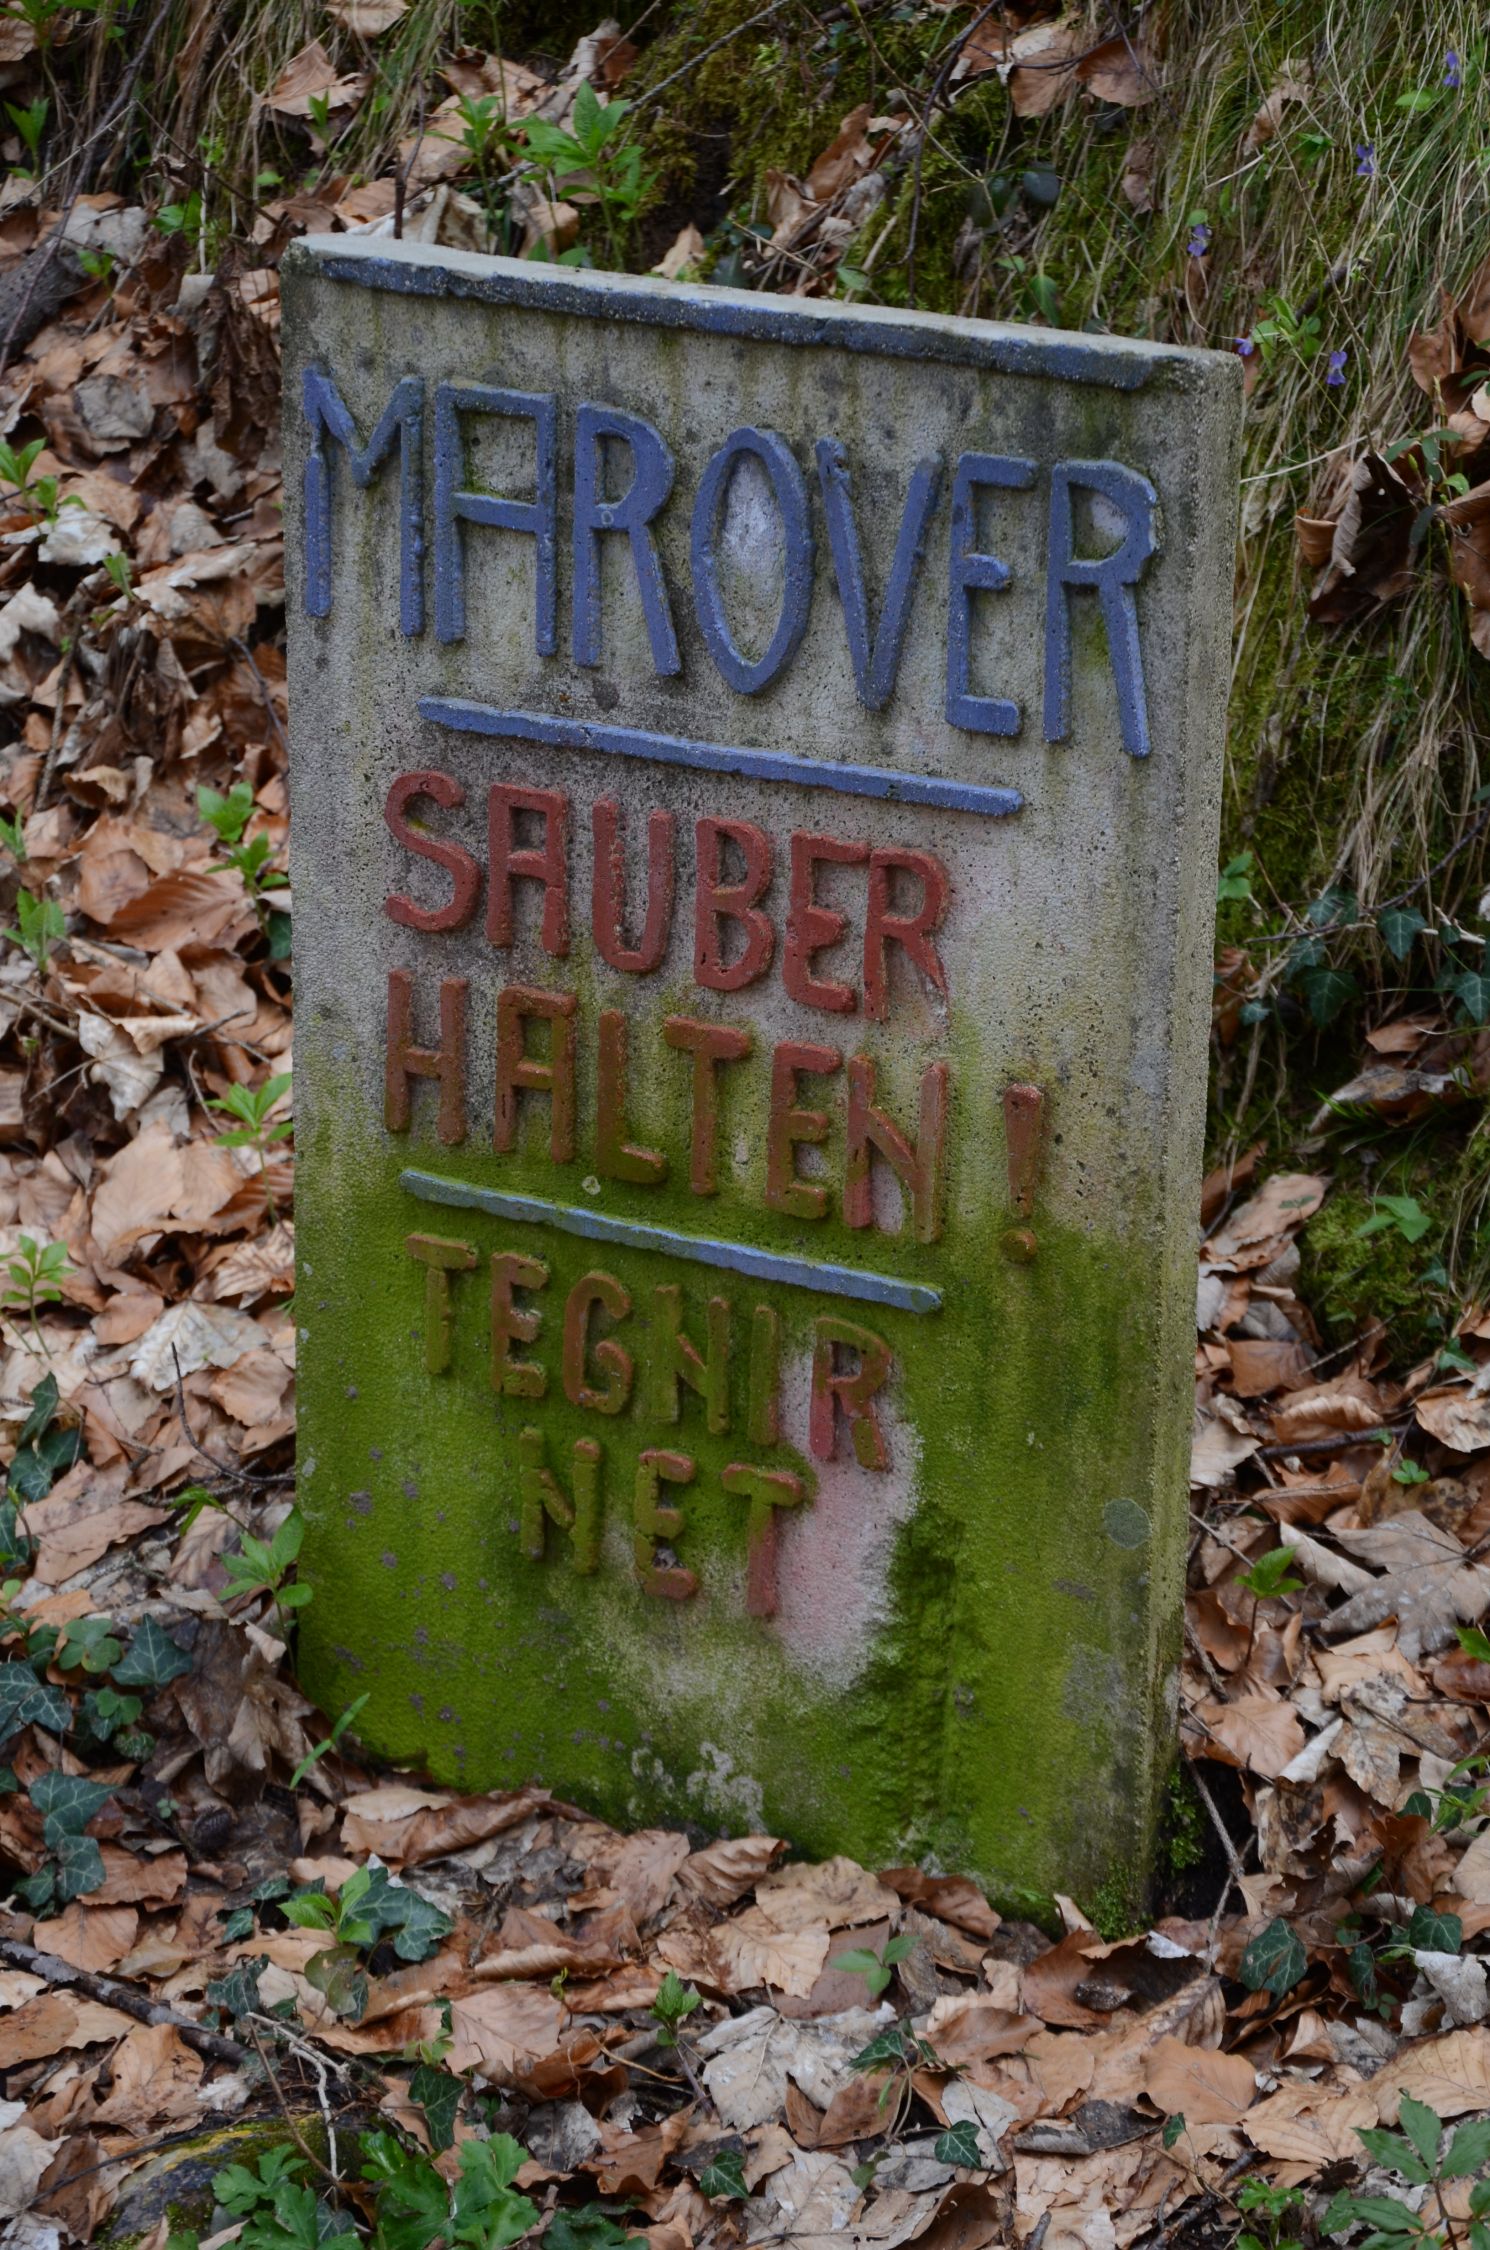 MAROVER
SAUBER
HALTEN!
TEGNIR
NET